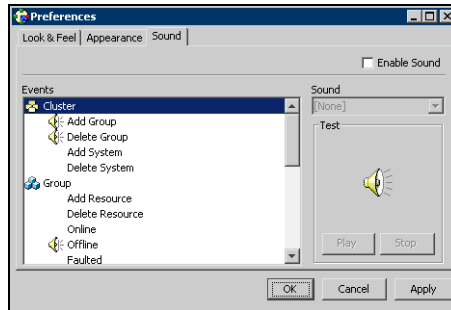 Preferences
Look & Feel
Appearance
Sound
Enable Sound
Events
Cluster
Add Group
Delete Group
Add System
Delete System
Group
Add Resource
Delete Resource
Online
Offline
Faulted
Sound
[None]
Test
Play
Stop
OK
Cancel
Apply